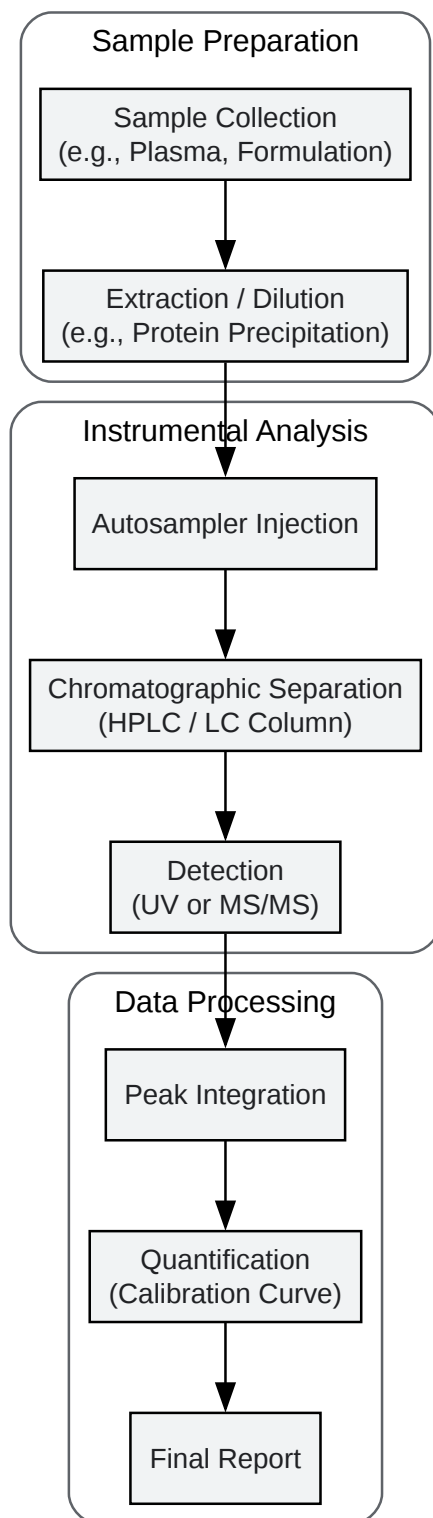 Sample Preparation
Sample Collection
(e.g., Plasma, Formulation)
Extraction / Dilution
(e.g., Protein Precipitation)
Instrumental Analysis
Autosampler Injection
Chromatographic Separation
(HPLC / LC Column)
Detection
(UV or MS/MS)
Data Processing
Peak Integration
Quantification
(Calibration Curve)
Final Report